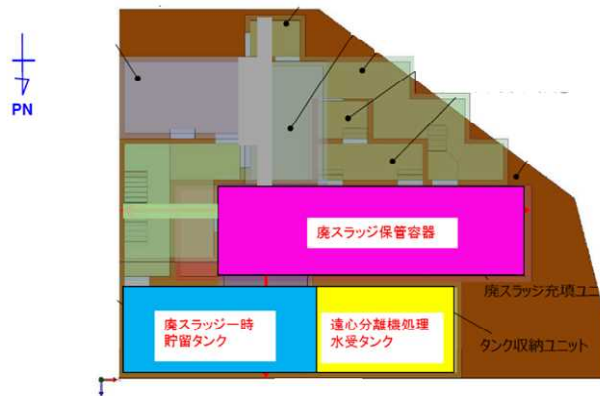 PN
廃スラッジ保管容器
廃スラッジ充填ユニ
廃スラッジ一時
貯留タンク
遠心分離機処理
水受タンク
タンク収納ユニット